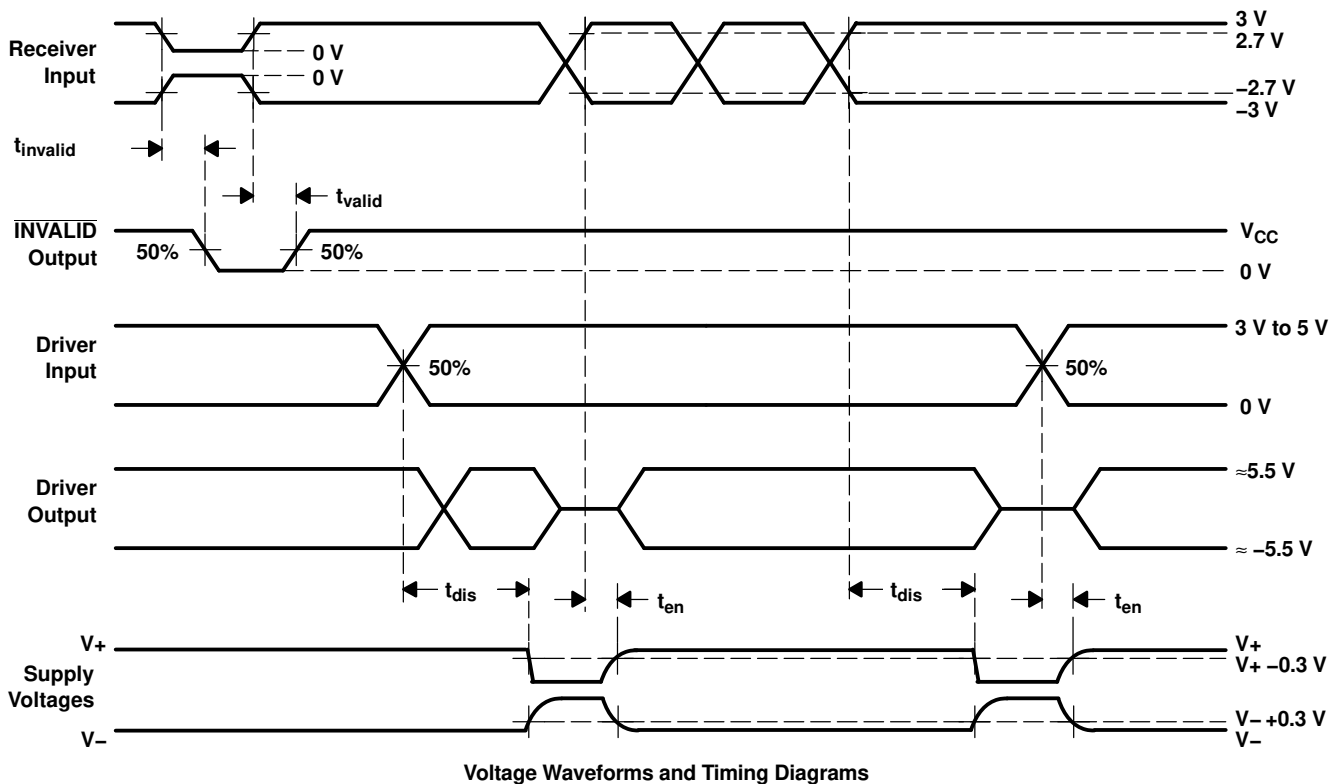 3 V
2.7 V
Receiver
Input
0 V
0 V
−2.7 V
−3 V
tinvalid
tvalid
INVALID
Output
50%
50%
VCC
0 V
Driver
Input
50%
50%
3 V to 5 V
0 V
Driver
Output
≈5.5 V
≈ −5.5 V
tdis
ten
tdis
ten
V+
V+
V+ −0.3 V
Supply
Voltages
V− +0.3 V
V−
V−
Voltage Waveforms and Timing Diagrams